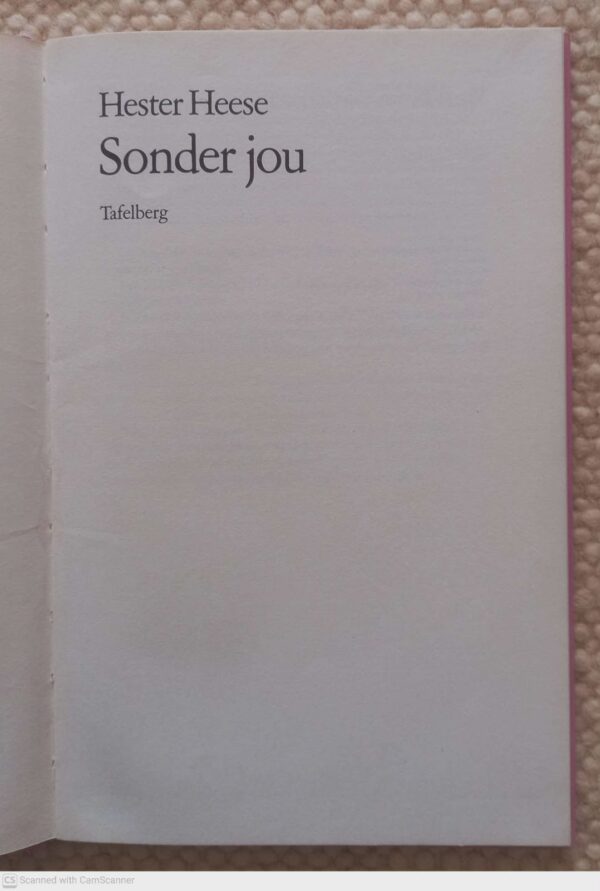 Hester Heese
Sonder jou
Tafelberg
CS Scanned with CamScanner